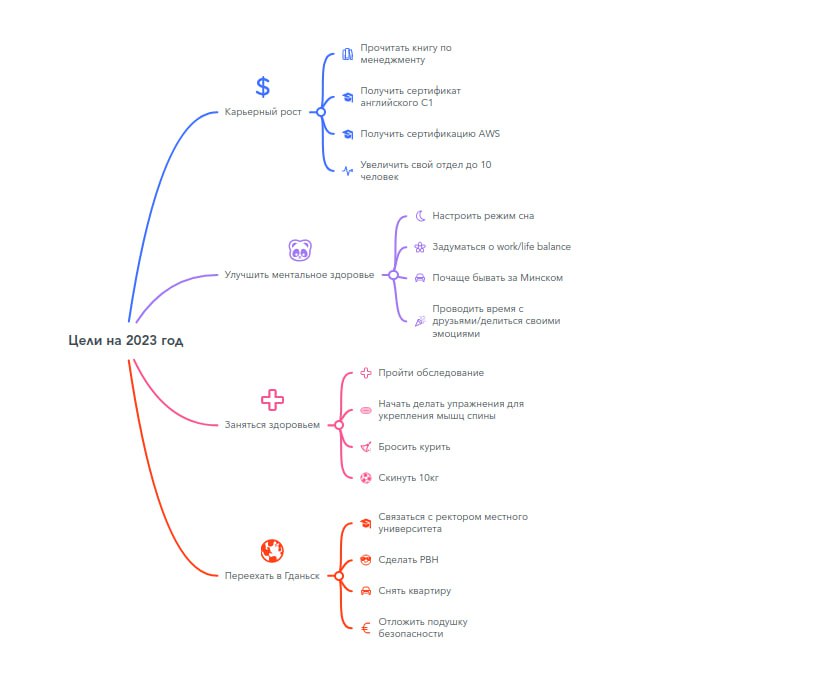 $
Прочитать книгу по
менеджменту
Получить сертификат
английского C1
Карьерный рост
Получить сертификацию AWS
Увеличить свой отдел до 10
человек
Настроить режим сна
Задуматься о work/life balance
Улучшить ментальное здоровье
Почаще бывать за Минском
Проводить время с
друзьями/делиться своими
эмоциями
Цели на 2023 год
Пройти обследование
Начать делать упражнения для
укрепления мышц спины
Заняться здоровьем
Бросить курить
Скинуть 10кг
Связаться с ректором местного
университета
Сделать РВН
Переехать в Гданьск
Снять квартиру
€ Отложить подушку
безопасности